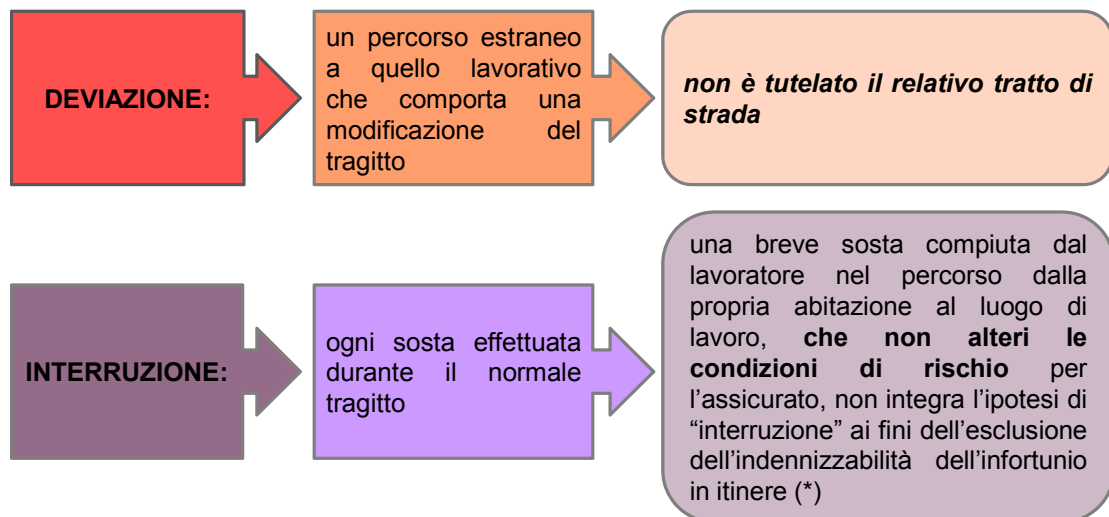 DEVIAZIONE:
un percorso estraneo
a quello lavorativo
che comporta una
modificazione del
tragitto
non è tutelato il relativo tratto di
strada
INTERRUZIONE:
ogni sosta effettuata
durante il normale
tragitto
una breve sosta compiuta dal
lavoratore nel percorso dalla
propria abitazione al luogo di
lavoro, che non alteri le
condizioni di rischio per
l'assicurato, non integra l'ipotesi di
“interruzione” ai fini dell'esclusione
dell'indennizzabilità dell'infortunio
in itinere (*)